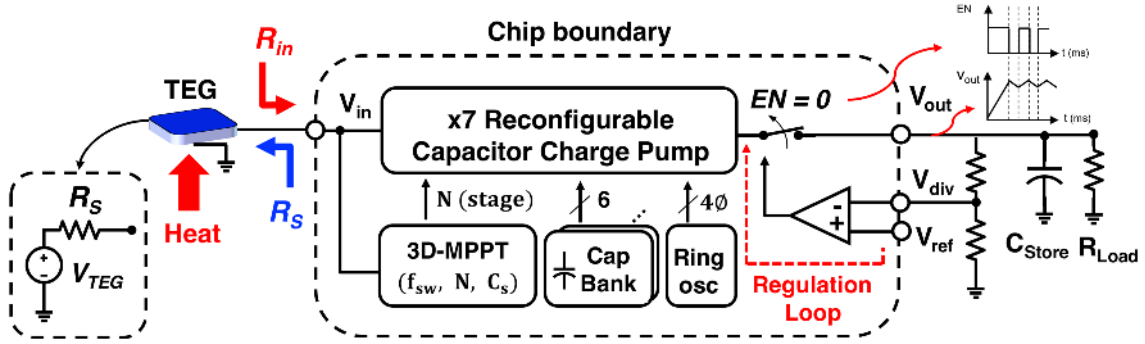 Chip boundary
R_in
TEG
V_in
x7 Reconfigurable
Capacitor Charge Pump
EN = 0
V_out
EN
t (ms)
V_out
t (ms)
R_S
Heat
R_S
V_TEG
N (stage)
6
4Ø
3D-MPPT
(f_sw, N, C_s)
Cap
Bank
Ring
osc
-
+
V_div
V_ref
Regulation
Loop
C_Store
R_Load